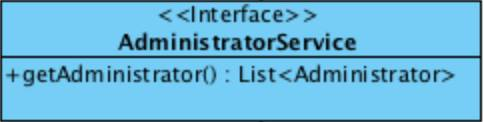 <<Interface>>
AdministratorService
+getAdministrator() : List<Administrator>